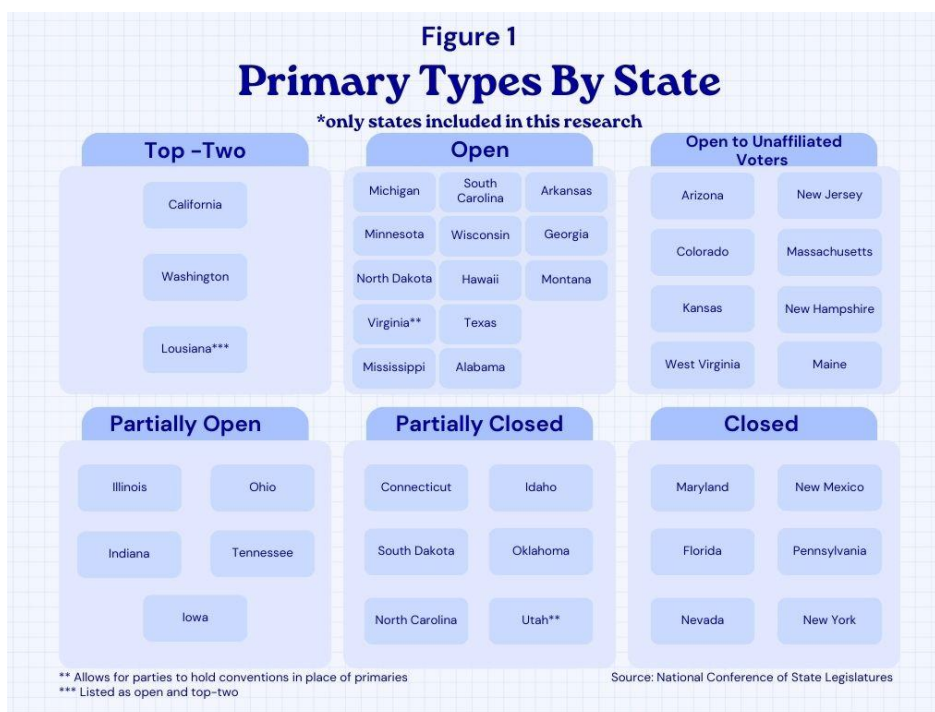 Figure 1
Primary Types By State
*only states included in this research
Top -Two
California
Washington
Lousiana***
Open
Michigan
South
Carolina
Arkansas
Minnesota
Wisconsin
Georgia
North Dakota
Hawaii
Montana
Virginia**
Texas
Mississippi
Alabama
Open to Unaffiliated
Voters
Arizona
New Jersey
Colorado
Massachusetts
Kansas
New Hampshire
West Virginia
Maine
Partially Open
Illinois
Ohio
Indiana
Tennessee
Iowa
Partially Closed
Connecticut
Idaho
South Dakota
Oklahoma
North Carolina
Utah**
Closed
Maryland
New Mexico
Florida
Pennsylvania
Nevada
New York
** Allows for parties to hold conventions in place of primaries
*** Listed as open and top-two
Source: National Conference of State Legislatures